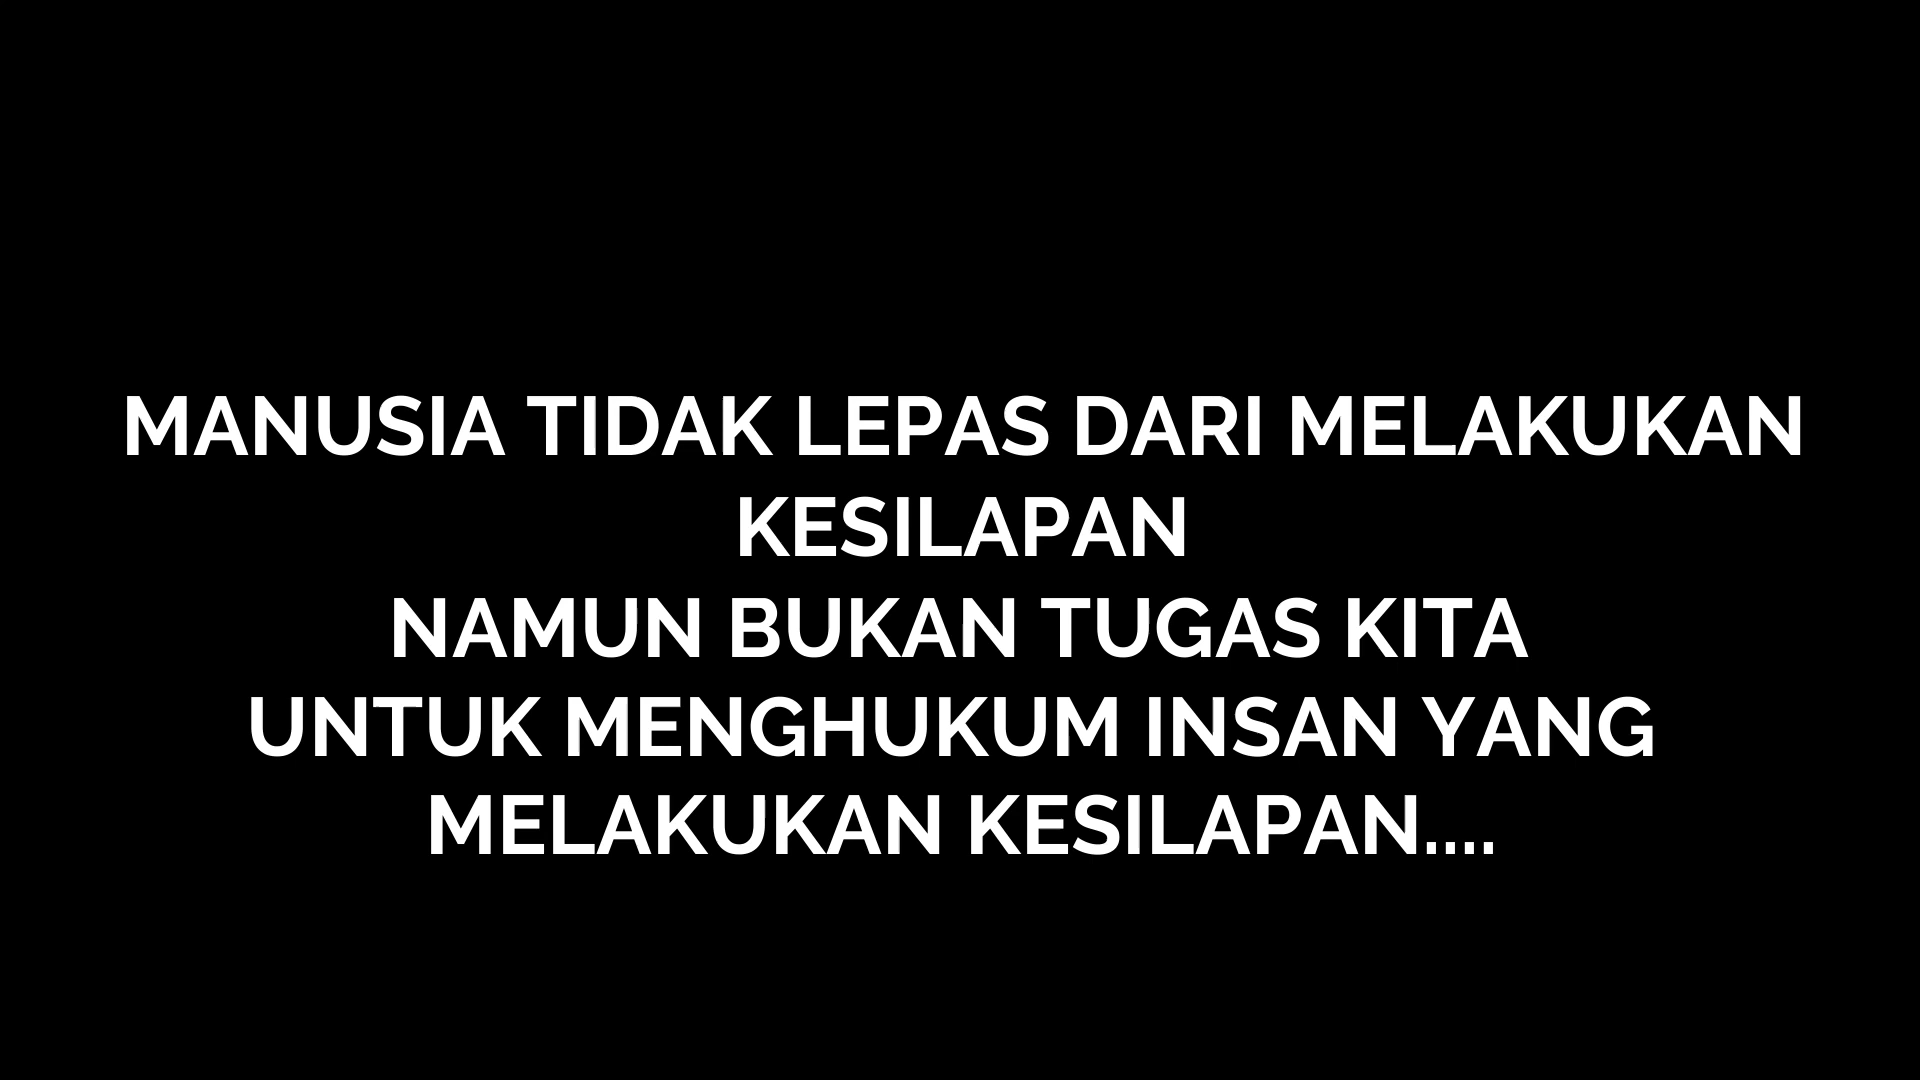 MANUSIA TIDAK LEPAS DARI MELAKUKAN
KESILAPAN
NAMUN BUKAN TUGAS KITA
UNTUK MENGHUKUM INSAN YANG
MELAKUKAN KESILAPAN....